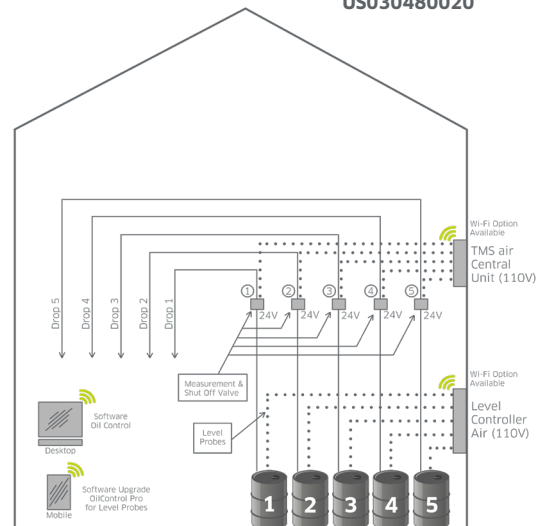 US030480020
Wi-Fi Option
Available
TMS air
Central
Unit (110V)
1
2
3
4
5
24V
24V
24V
24V
24V
Drop 5
Drop 4
Drop 3
Drop 2
Drop 1
Measurement &
Shut Off Valve
Wi-Fi Option
Available
Level
Controller
Air (110V)
Level
Probes
Software
Oil Control
Desktop
Software Upgrade
OilControl Pro
for Level Probes
Mobile
1
2
3
4
5